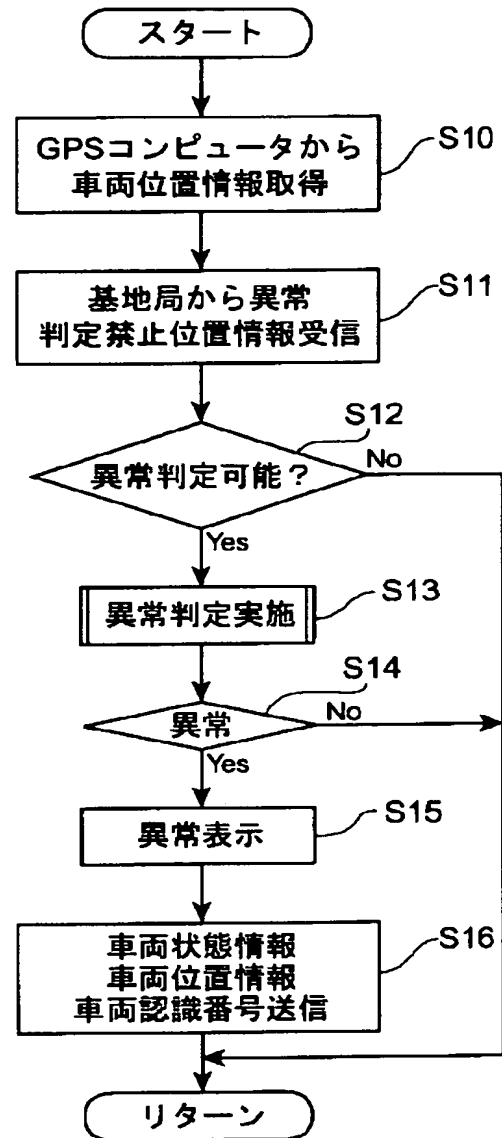 スタート
GPSコンピュータから
車両位置情報取得
S10
基地局から異常
判定禁止位置情報受信
S11
S12
異常判定可能？
No
Yes
異常判定実施
S13
S14
異常
No
Yes
異常表示
S15
車両状態情報
車両位置情報
車両認識番号送信
S16
リターン